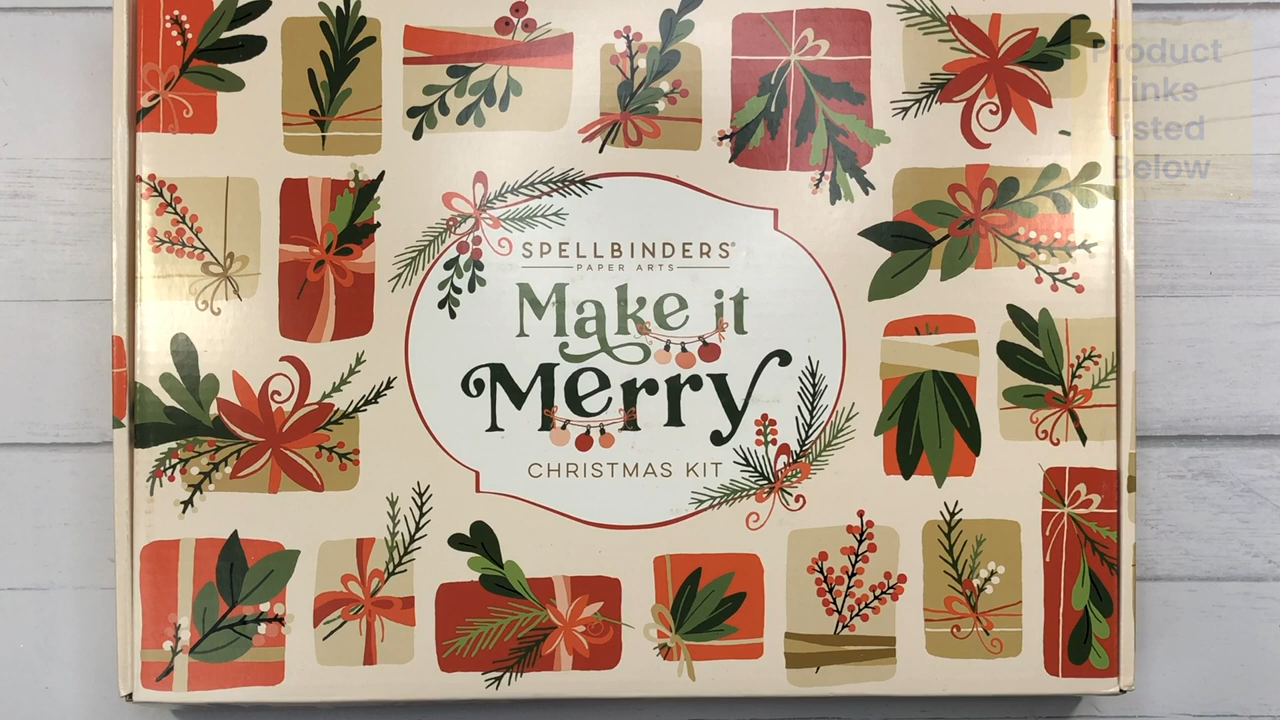 Product
Links
Listed
Below
SPELLBINDERS®
PAPER ARTS
Make it
Merry
CHRISTMAS KIT